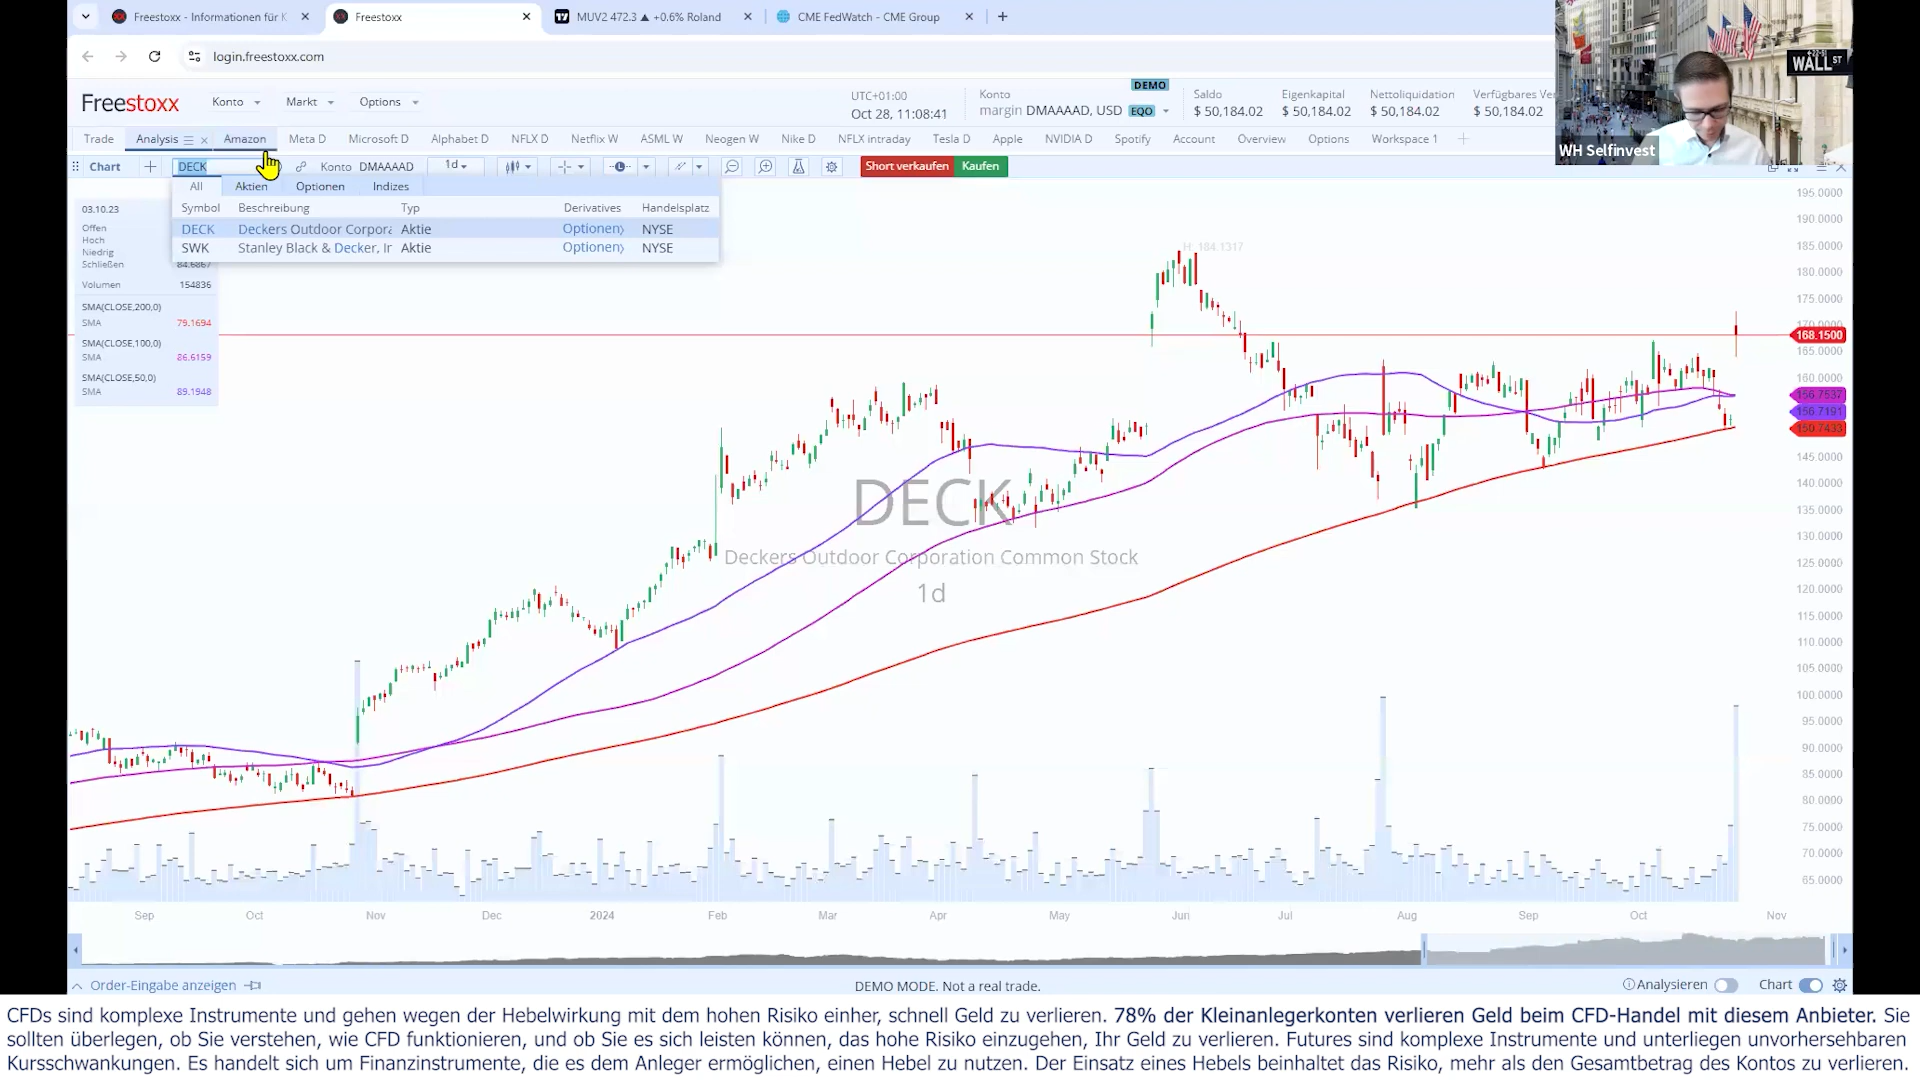 Freestoxx - Informationen für K
Freestoxx
MUV2 472.3 ▲ +0.6% Roland
CME FedWatch - CME Group
login.freestoxx.com
WALL ST
WH Selfinvest
Freestoxx
Konto
Markt
Options
UTC+01:00
Oct 28, 11:08:41
DEMO
Konto
margin DMAAAAD, USD EQO
Saldo
$ 50,184.02
Eigenkapital
$ 50,184.02
Nettoliquidation
$ 50,184.02
Verfügbares Ver
$ 50,184.02
Trade Analysis Amazon Meta D Microsoft D Alphabet D NFLX D Netflix W ASML W Neogen W Nike D NFLX intraday Tesla D Apple NVIDIA D Spotify Account Overview Options Workspace 1
Chart DECK Konto DMAAAAD 1d Short verkaufen Kaufen
All Aktien Optionen Indizes
Symbol Beschreibung Typ Derivatives Handelsplatz
DECK Deckers Outdoor Corpora Aktie Optionen NYSE
SWK Stanley Black & Decker, Ir Aktie Optionen NYSE
03.10.23
Offen
Hoch
Niedrig
Schließen 84.6867
Volumen 154836
SMA(CLOSE,200,0)
SMA 79.1694
SMA(CLOSE,100,0)
SMA 86.6159
SMA(CLOSE,50,0)
SMA 89.1948
H: 184.1317
DECK
Deckers Outdoor Corporation Common Stock
1d
195.0000
190.0000
185.0000
180.0000
175.0000
170.0000
168.1500
165.0000
160.0000
156.7537
156.7191
150.7433
145.0000
140.0000
135.0000
130.0000
125.0000
120.0000
115.0000
110.0000
105.0000
100.0000
95.0000
90.0000
85.0000
80.0000
75.0000
70.0000
65.0000
Sep Oct Nov Dec 2024 Feb Mar Apr May Jun Jul Aug Sep Oct Nov
Order-Eingabe anzeigen
DEMO MODE. Not a real trade.
Analysieren
Chart
CFDs sind komplexe Instrumente und gehen wegen der Hebelwirkung mit dem hohen Risiko einher, schnell Geld zu verlieren. 78% der Kleinanlegerkonten verlieren Geld beim CFD-Handel mit diesem Anbieter. Sie
sollten überlegen, ob Sie verstehen, wie CFD funktionieren, und ob Sie es sich leisten können, das hohe Risiko einzugehen, Ihr Geld zu verlieren. Futures sind komplexe Instrumente und unterliegen unvorhersehbaren
Kursschwankungen. Es handelt sich um Finanzinstrumente, die es dem Anleger ermöglichen, einen Hebel zu nutzen. Der Einsatz eines Hebels beinhaltet das Risiko, mehr als den Gesamtbetrag des Kontos zu verlieren.